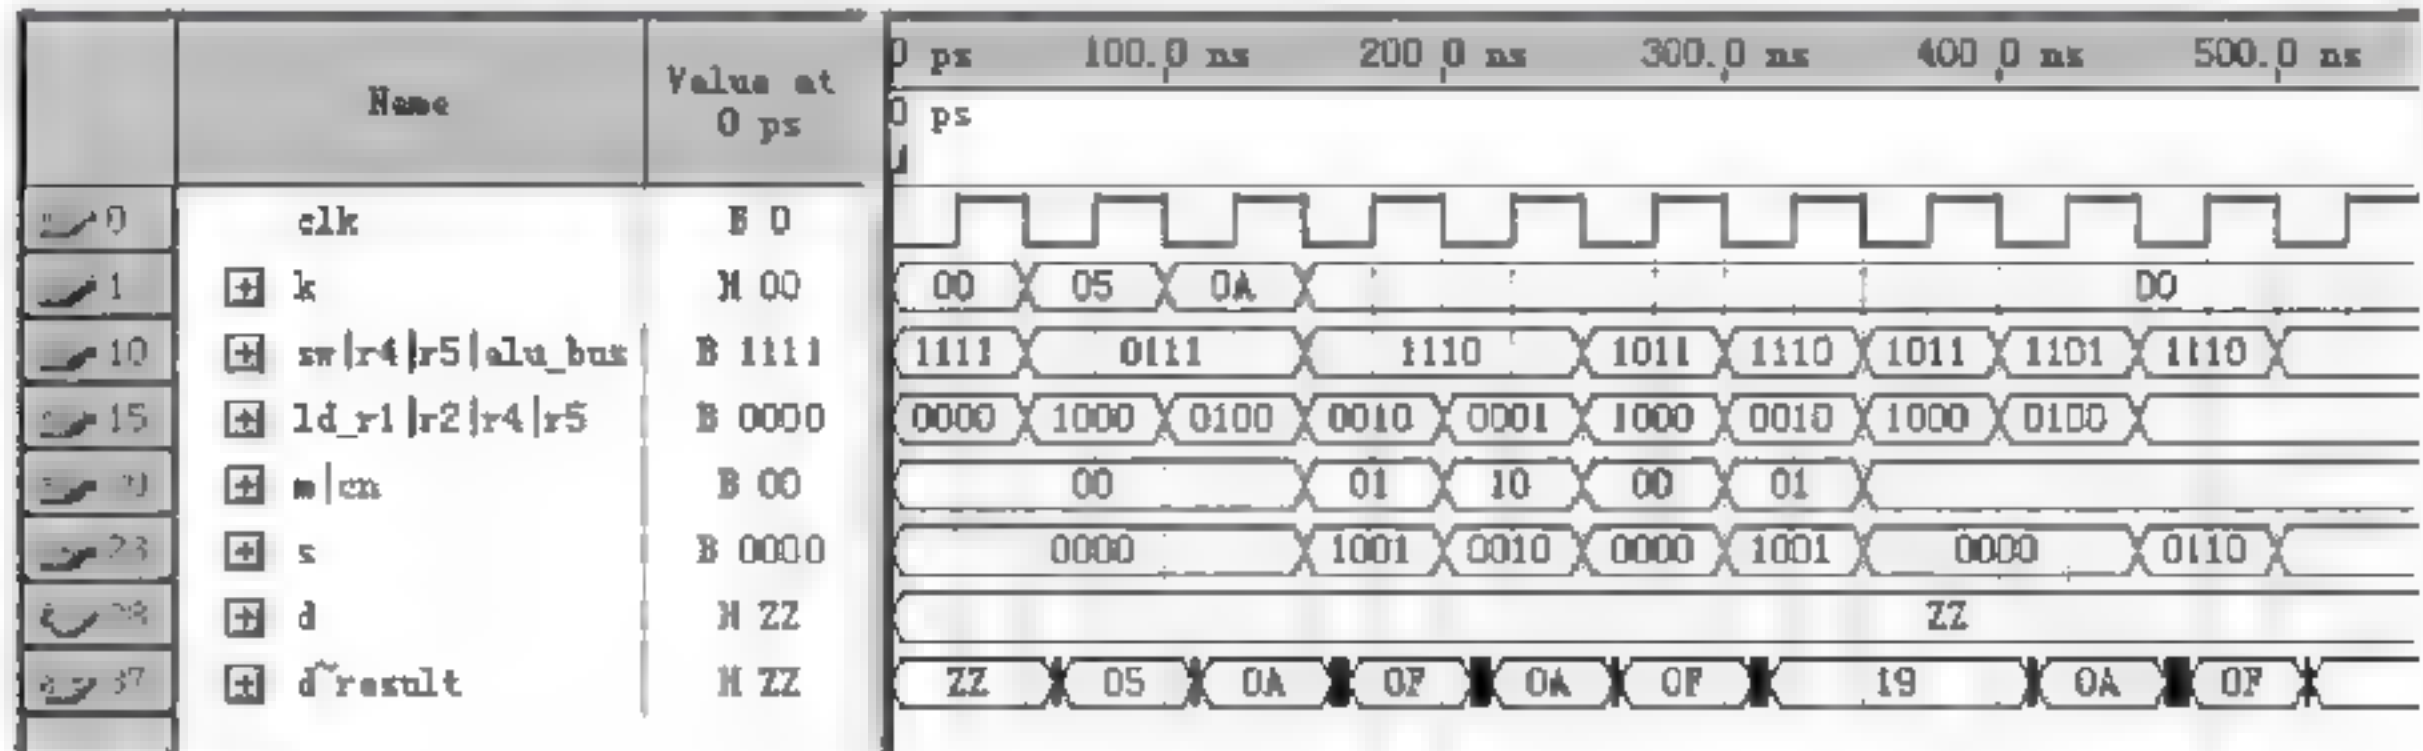 Name Value at 0 ps
0 ps 100.0 ns 200.0 ns 300.0 ns 400.0 ns 500.0 ns
0 ps
0 clk B 0
1 k H 00 00 05 0A 00
10 sw|r4|r5|alu_bus B 1111 1111 0111 1110 1011 1110 1011 1101 1110
15 ld_r1|r2|r4|r5 B 0000 0000 1000 0100 0010 0001 1000 0010 1000 0100
m|cn B 00 00 01 10 00 01
23 s B 0000 0000 1001 0010 0000 1001 0000 0110
d H ZZ ZZ
37 d~result H ZZ ZZ 05 0A 0F 0A 0F 19 0A 0F